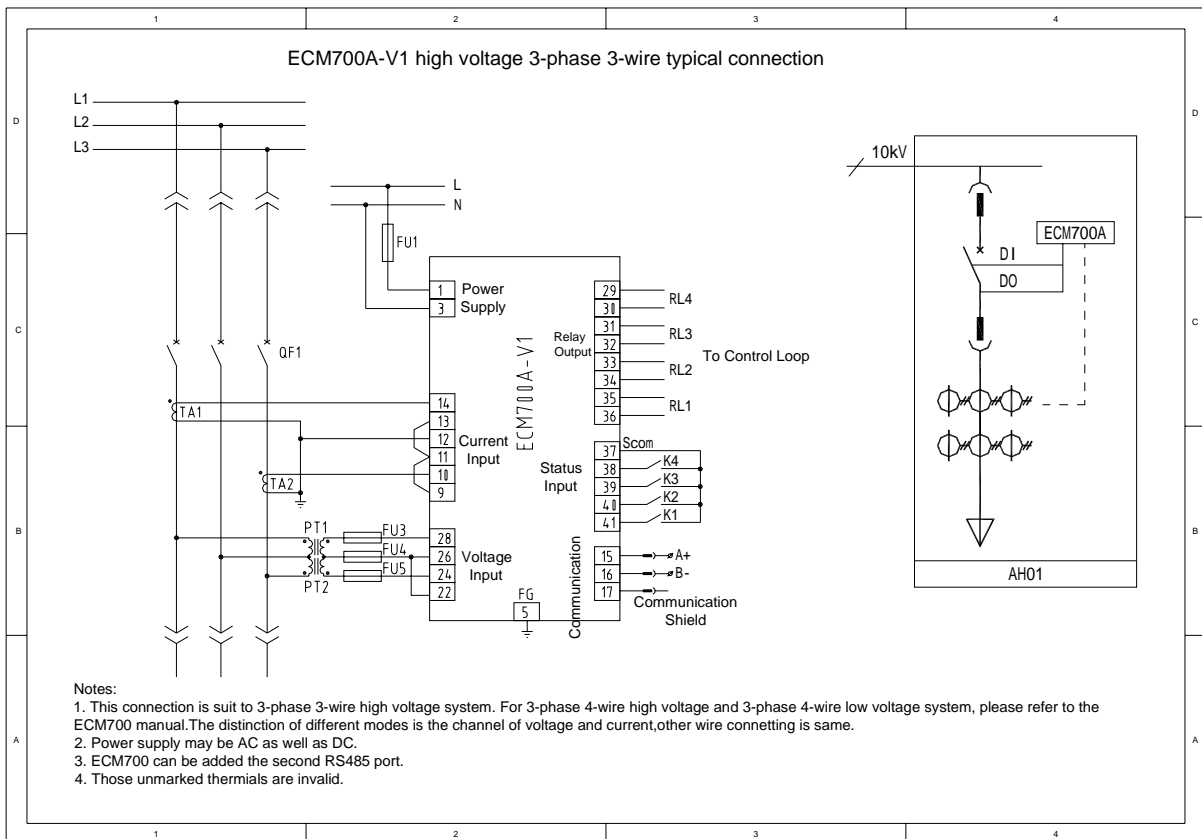 1 2 3 4
ECM700A-V1 high voltage 3-phase 3-wire typical connection
L1
L2
L3
D
D
10kV
L
N
FU1
ECM700A
DI
DO
1 Power
3 Supply
29
30
RL4
31
32
RL3
Relay
Output
33
34
RL2
35
36
RL1
To Control Loop
C
C
QF1
ECM700A-V1
TA1
14
13
12
11
10
9
Current
Input
TA2
37 Scom
38 K4
39 K3
40 K2
41 K1
Status
Input
B
B
PT1
PT2
FU3
FU4
FU5
28
26
24
22
Voltage
Input
FG
5
Communication
15 A+
16 B-
17
Communication
Shield
AH01
Notes:
1. This connection is suit to 3-phase 3-wire high voltage system. For 3-phase 4-wire high voltage and 3-phase 4-wire low voltage system, please refer to the
ECM700 manual.The distinction of different modes is the channel of voltage and current,other wire connetting is same.
2. Power supply may be AC as well as DC.
3. ECM700 can be added the second RS485 port.
4. Those unmarked thermials are invalid.
A
A
1 2 3 4